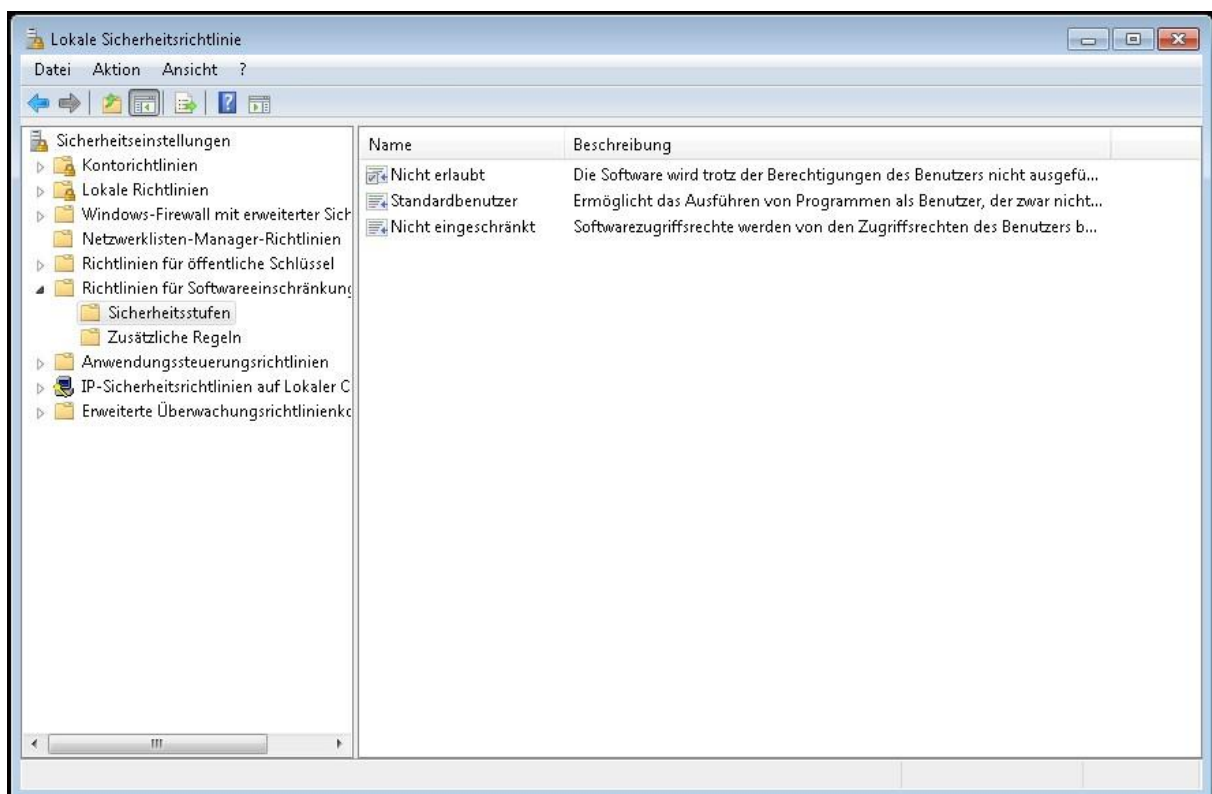 Lokale Sicherheitsrichtlinie
Datei Aktion Ansicht ?
Sicherheitseinstellungen
Kontorichtlinien
Lokale Richtlinien
Windows-Firewall mit erweiterter Sich
Netzwerklisten-Manager-Richtlinien
Richtlinien für öffentliche Schlüssel
Richtlinien für Softwareeinschränkung
Sicherheitsstufen
Zusätzliche Regeln
Anwendungssteuerungsrichtlinien
IP-Sicherheitsrichtlinien auf Lokaler C
Erweiterte Überwachungsrichtlinienko
Name Beschreibung
Nicht erlaubt Die Software wird trotz der Berechtigungen des Benutzers nicht ausgefü...
Standardbenutzer Ermöglicht das Ausführen von Programmen als Benutzer, der zwar nicht...
Nicht eingeschränkt Softwarezugriffsrechte werden von den Zugriffsrechten des Benutzers b...